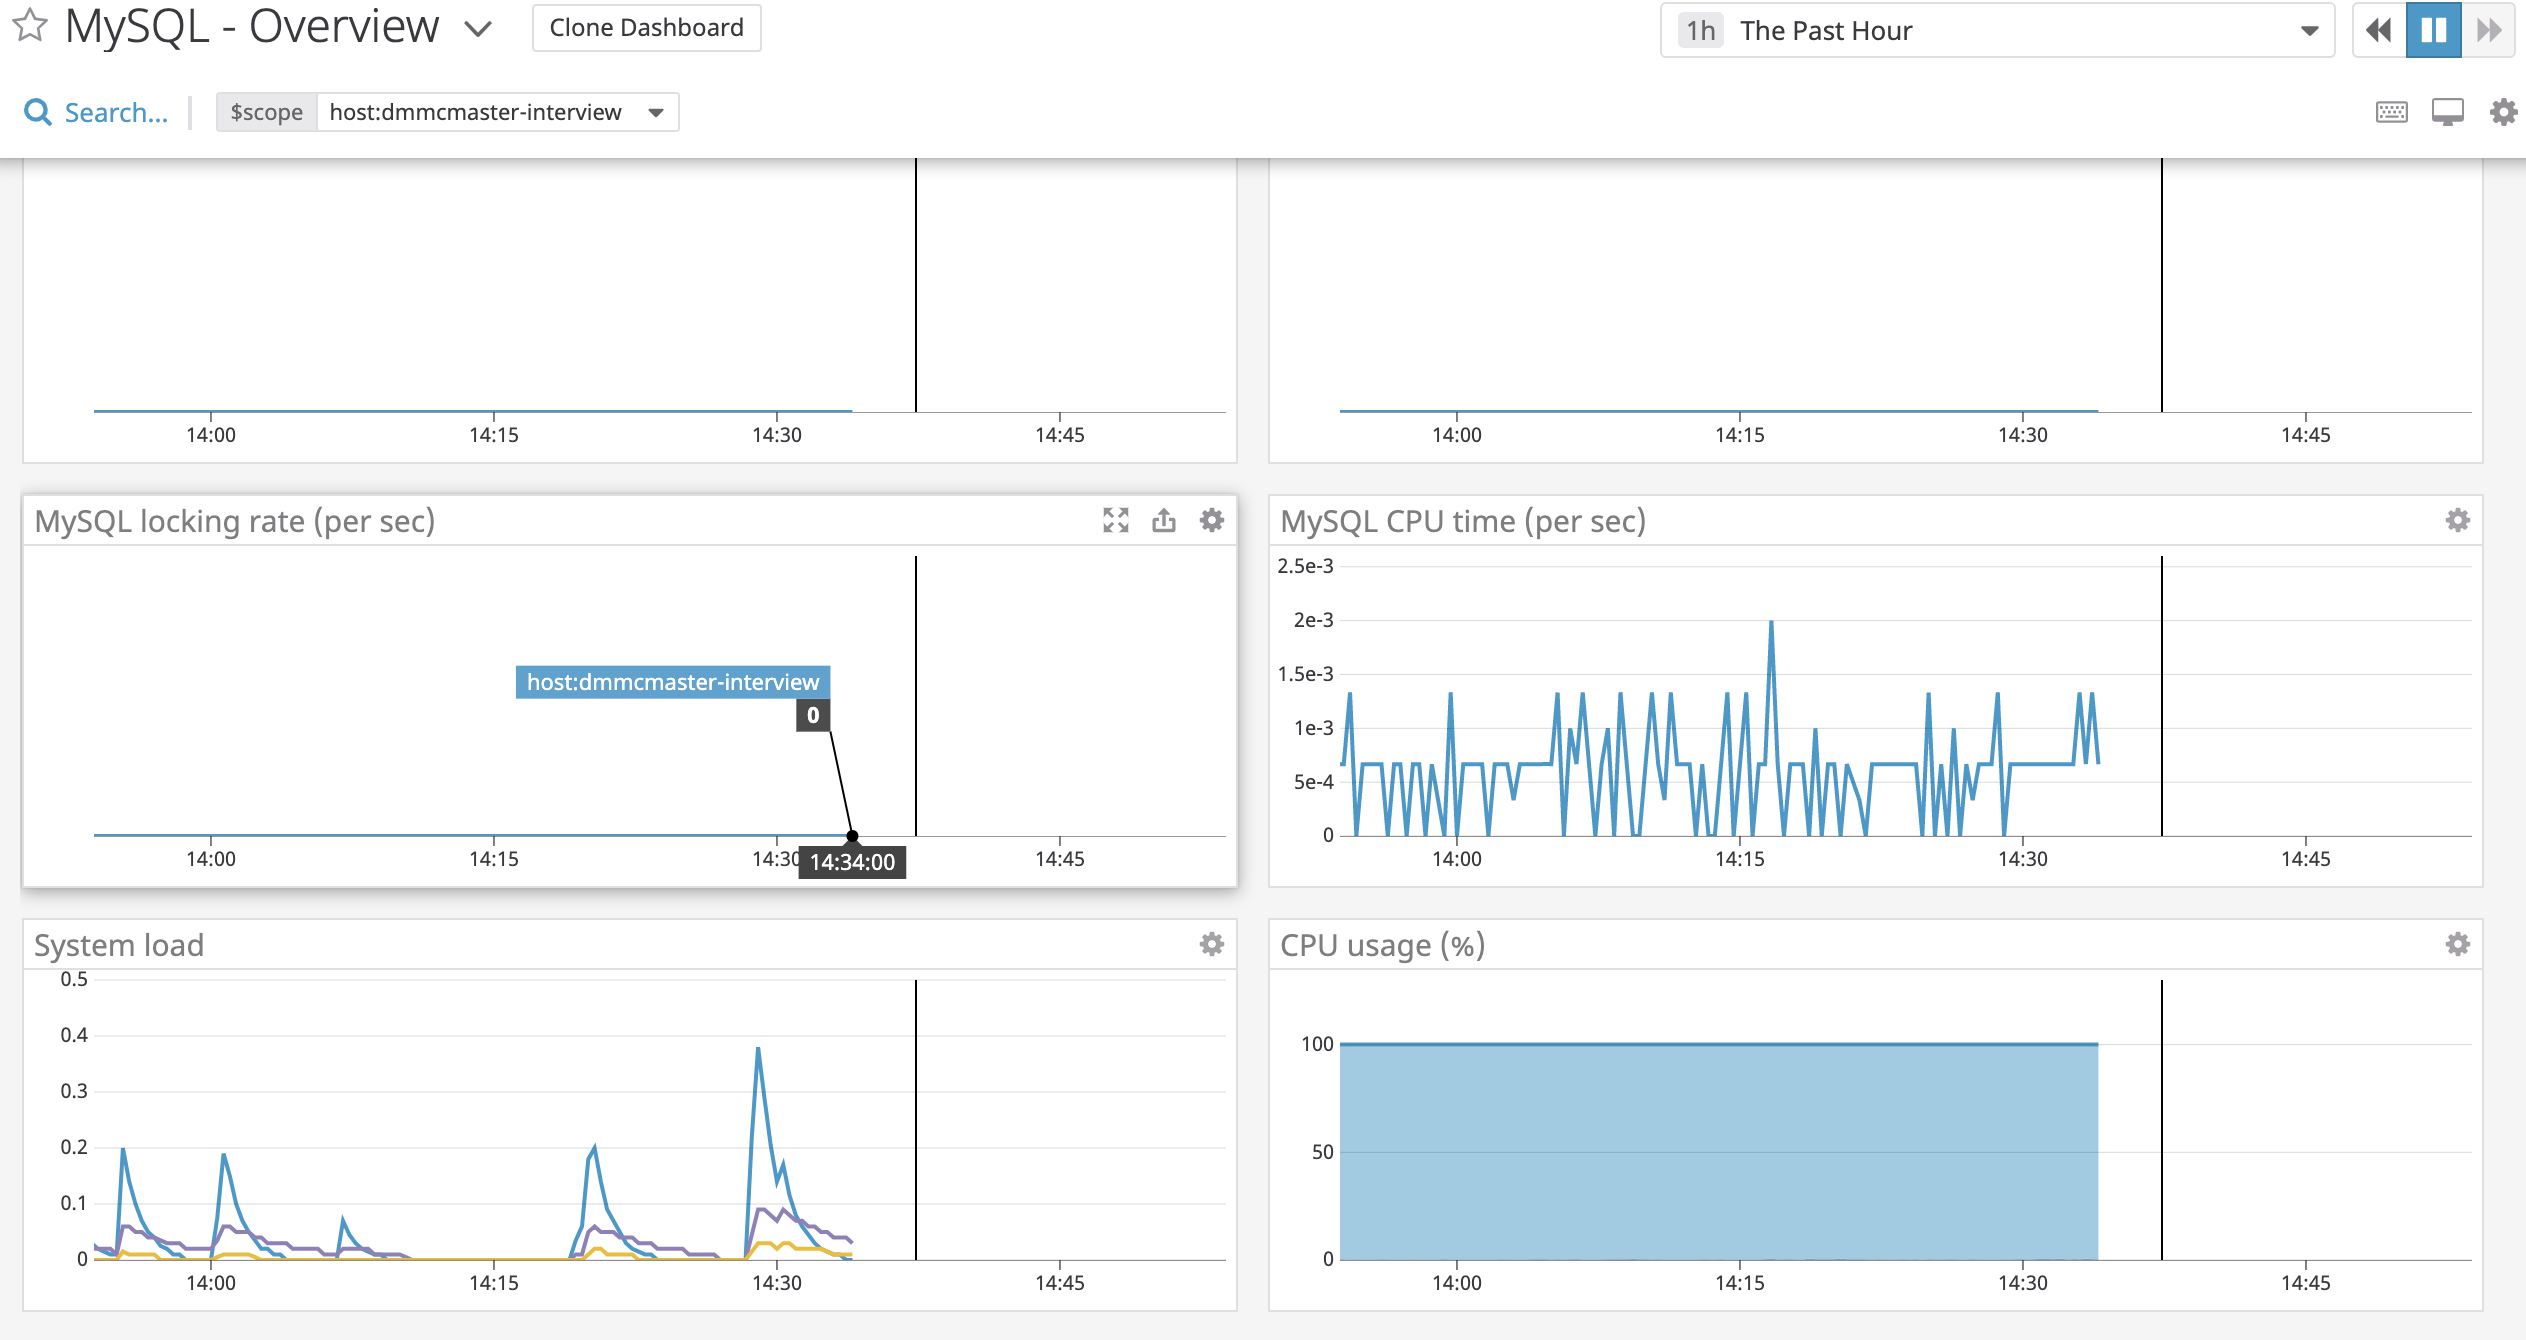 MySQL - Overview
Clone Dashboard
1h The Past Hour
Search...
$scope host:dmmcmaster-interview
14:00 14:15 14:30 14:45
14:00 14:15 14:30 14:45
MySQL locking rate (per sec)
host:dmmcmaster-interview
0
14:00 14:15 14:30 14:34:00 14:45
MySQL CPU time (per sec)
2.5e-3
2e-3
1.5e-3
1e-3
5e-4
0
14:00 14:15 14:30 14:45
System load
0.5
0.4
0.3
0.2
0.1
0
14:00 14:15 14:30 14:45
CPU usage (%)
100
50
0
14:00 14:15 14:30 14:45